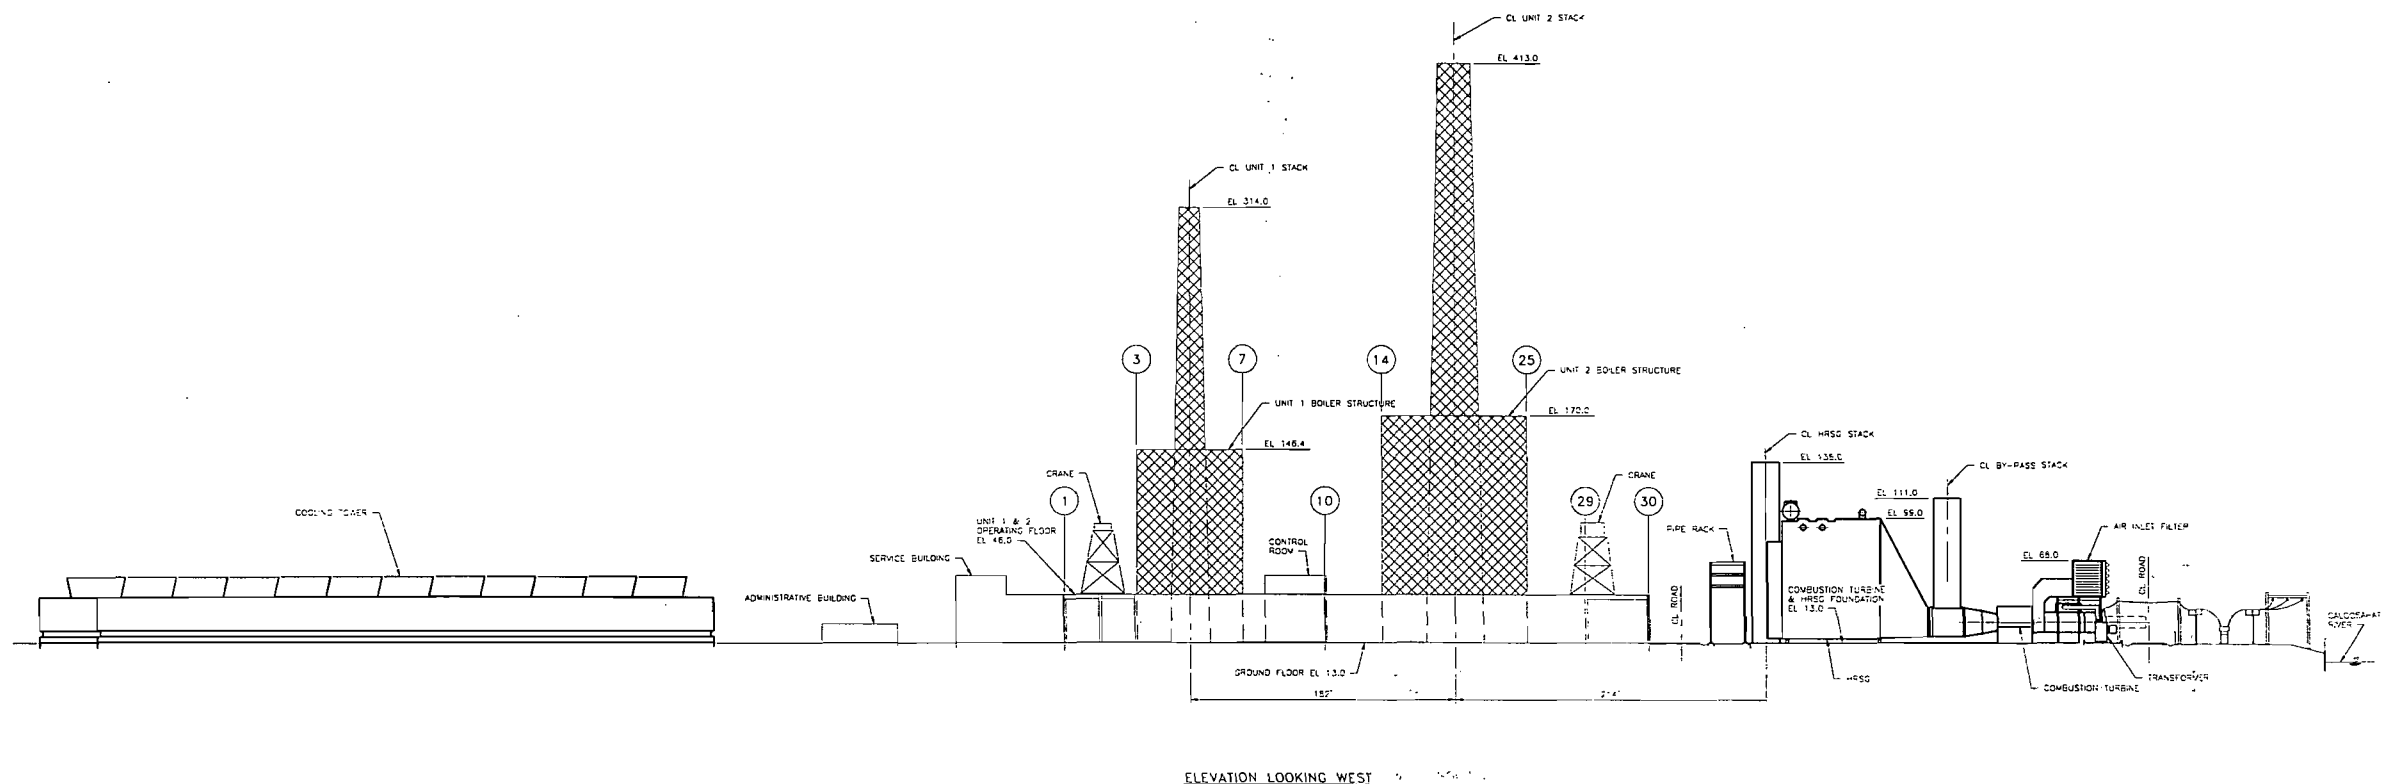 CL UNIT 2 STACK
EL 413.0
CL UNIT 1 STACK
EL 314.0
3
7
14
25
UNIT 2 BOILER STRUCTURE
UNIT 1 BOILER STRUCTURE
EL 170.0
EL 146.4
CL HRSG STACK
EL 138.0
CL BY-PASS STACK
CRANE
CRANE
1
10
29
30
EL 111.0
EL 99.0
COOLING TOWER
UNIT 1 & 2
OPERATING FLOOR
EL 46.0
PIPE RACK
AIR INLET FILTER
CONTROL
ROOM
SERVICE BUILDING
EL 68.0
CL ROAD
CL ROAD
COMBUSTION TURBINE
& HRSG FOUNDATION
EL 13.0
ADMINISTRATIVE BUILDING
RIVER
GROUND FLOOR EL 13.0
HRSG
TRANSFORMER
COMBUSTION TURBINE
182'
214'
ELEVATION LOOKING WEST